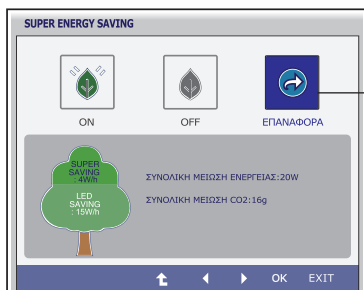 SUPER ENERGY SAVING
ON OFF ΕΠΑΝΑΦΟΡΑ
SUPER
SAVING
: 4W/h
LED
SAVING
: 15W/h
ΣΥΝΟΛΙΚΗ ΜΕΙΩΣΗ ΕΝΕΡΓΕΙΑΣ:20W
ΣΥΝΟΛΙΚΗ ΜΕΙΩΣΗ CO2:16g
OK EXIT